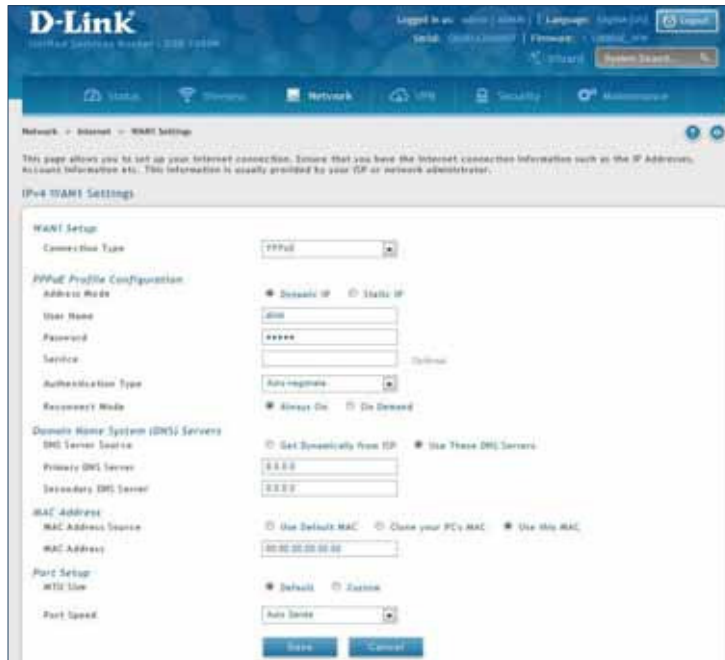 D-Link
Unified Services Router
Logged in as: admin ( ADMIN ) | Language: English [US]
Logout
Serial: | Firmware:
Wizard
System Search...
Status
Wireless
Network
VPN
Security
Maintenance
Network » Internet » WAN1 Settings
This page allows you to set up your Internet connection. Ensure that you have the Internet connection information such as the IP Addresses,
Account Information etc. This information is usually provided by your ISP or network administrator.
IPv4 WAN1 Settings
WAN1 Setup
Connection Type
PPPoE
PPPoE Profile Configuration
Address Mode
Dynamic IP
Static IP
User Name
dlink
Password
•••••
Service
Optional
Authentication Type
Auto-negotiate
Reconnect Mode
Always On
On Demand
Domain Name System (DNS) Servers
DNS Server Source
Get Dynamically from ISP
Use These DNS Servers
Primary DNS Server
0.0.0.0
Secondary DNS Server
0.0.0.0
MAC Address
MAC Address Source
Use Default MAC
Clone your PC's MAC
Use this MAC
MAC Address
00:00:00:00:00:00
Port Setup
MTU Size
Default
Custom
Port Speed
Auto Sense
Save
Cancel